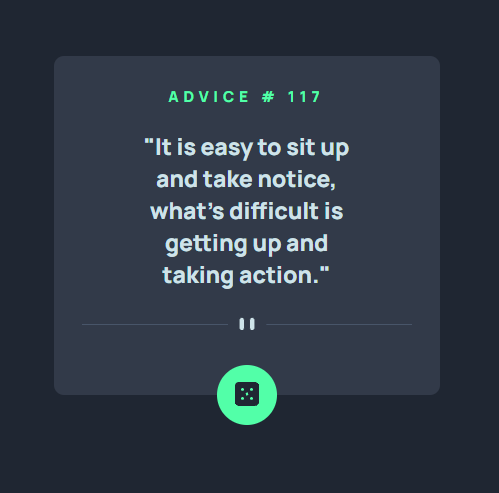 ADVICE # 117
"It is easy to sit up
and take notice,
what's difficult is
getting up and
taking action."